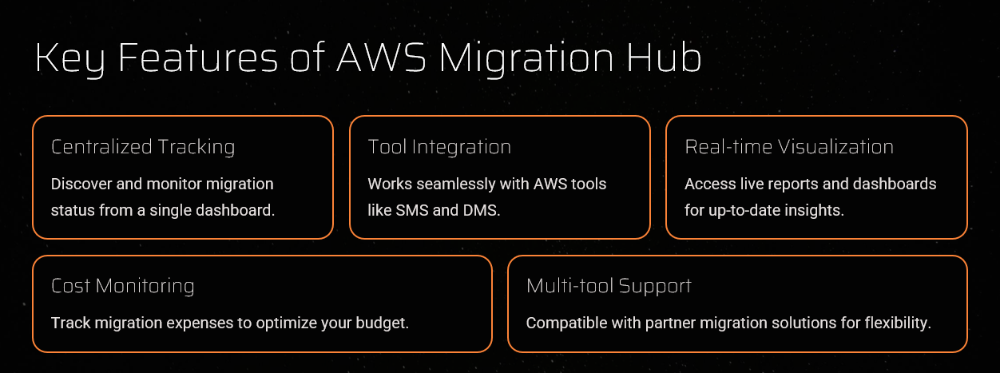 Key Features of AWS Migration Hub
Centralized Tracking
Discover and monitor migration
status from a single dashboard.
Tool Integration
Works seamlessly with AWS tools
like SMS and DMS.
Real-time Visualization
Access live reports and dashboards
for up-to-date insights.
Cost Monitoring
Track migration expenses to optimize your budget.
Multi-tool Support
Compatible with partner migration solutions for flexibility.